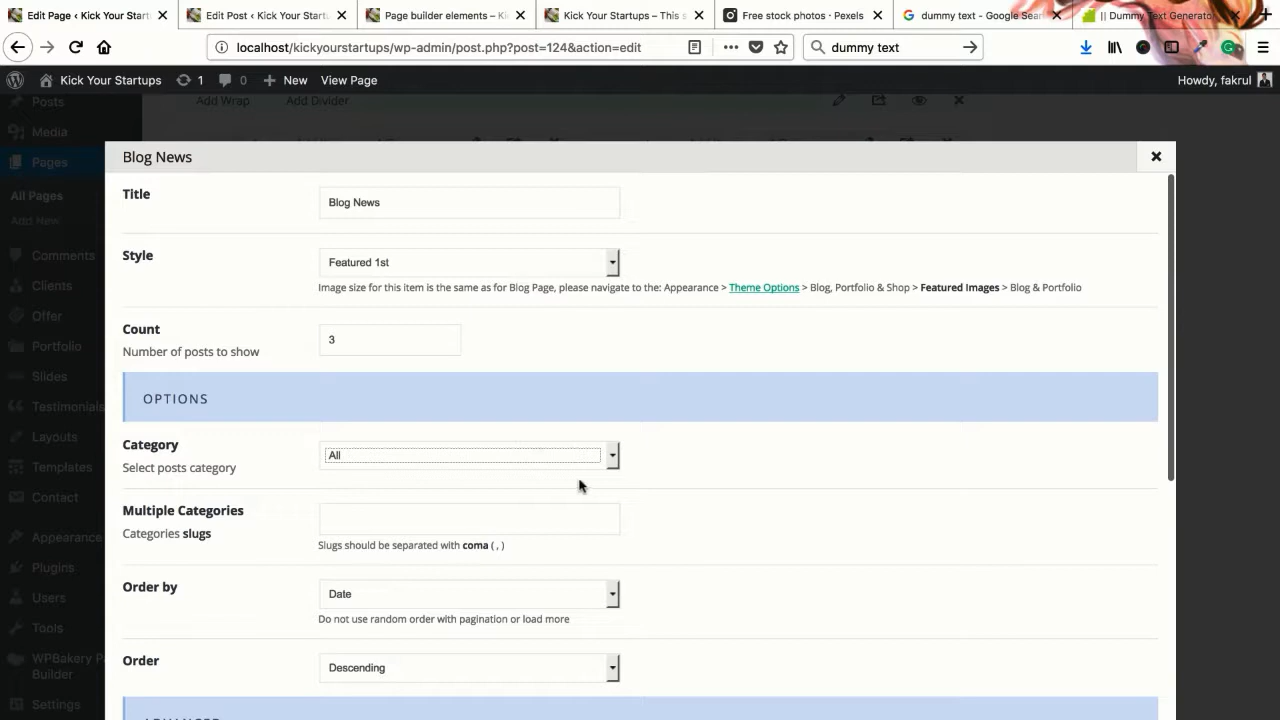 Edit Page ‹ Kick Your Startups
Edit Post ‹ Kick Your Startu
Page builder elements – Kic
Kick Your Startups – This s
Free stock photos · Pexels
dummy text - Google Sear
|| Dummy Text Generator
localhost/kickyourstartups/wp-admin/post.php?post=124&action=edit
dummy text
Kick Your Startups
1
0
New
View Page
Howdy, fakrul
Posts
Media
Pages
All Pages
Add New
Comments
Clients
Offer
Portfolio
Slides
Testimonials
Layouts
Templates
Contact
Appearance
Plugins
Users
Tools
WPBakery P
Builder
Settings
Add Wrap
Add Divider
Blog News
Title
Blog News
Style
Featured 1st
Image size for this item is the same as for Blog Page, please navigate to the: Appearance > Theme Options > Blog, Portfolio & Shop > Featured Images > Blog & Portfolio
Count
Number of posts to show
3
OPTIONS
Category
Select posts category
All
Multiple Categories
Categories slugs
Slugs should be separated with coma ( , )
Order by
Date
Do not use random order with pagination or load more
Order
Descending
ADVANCED